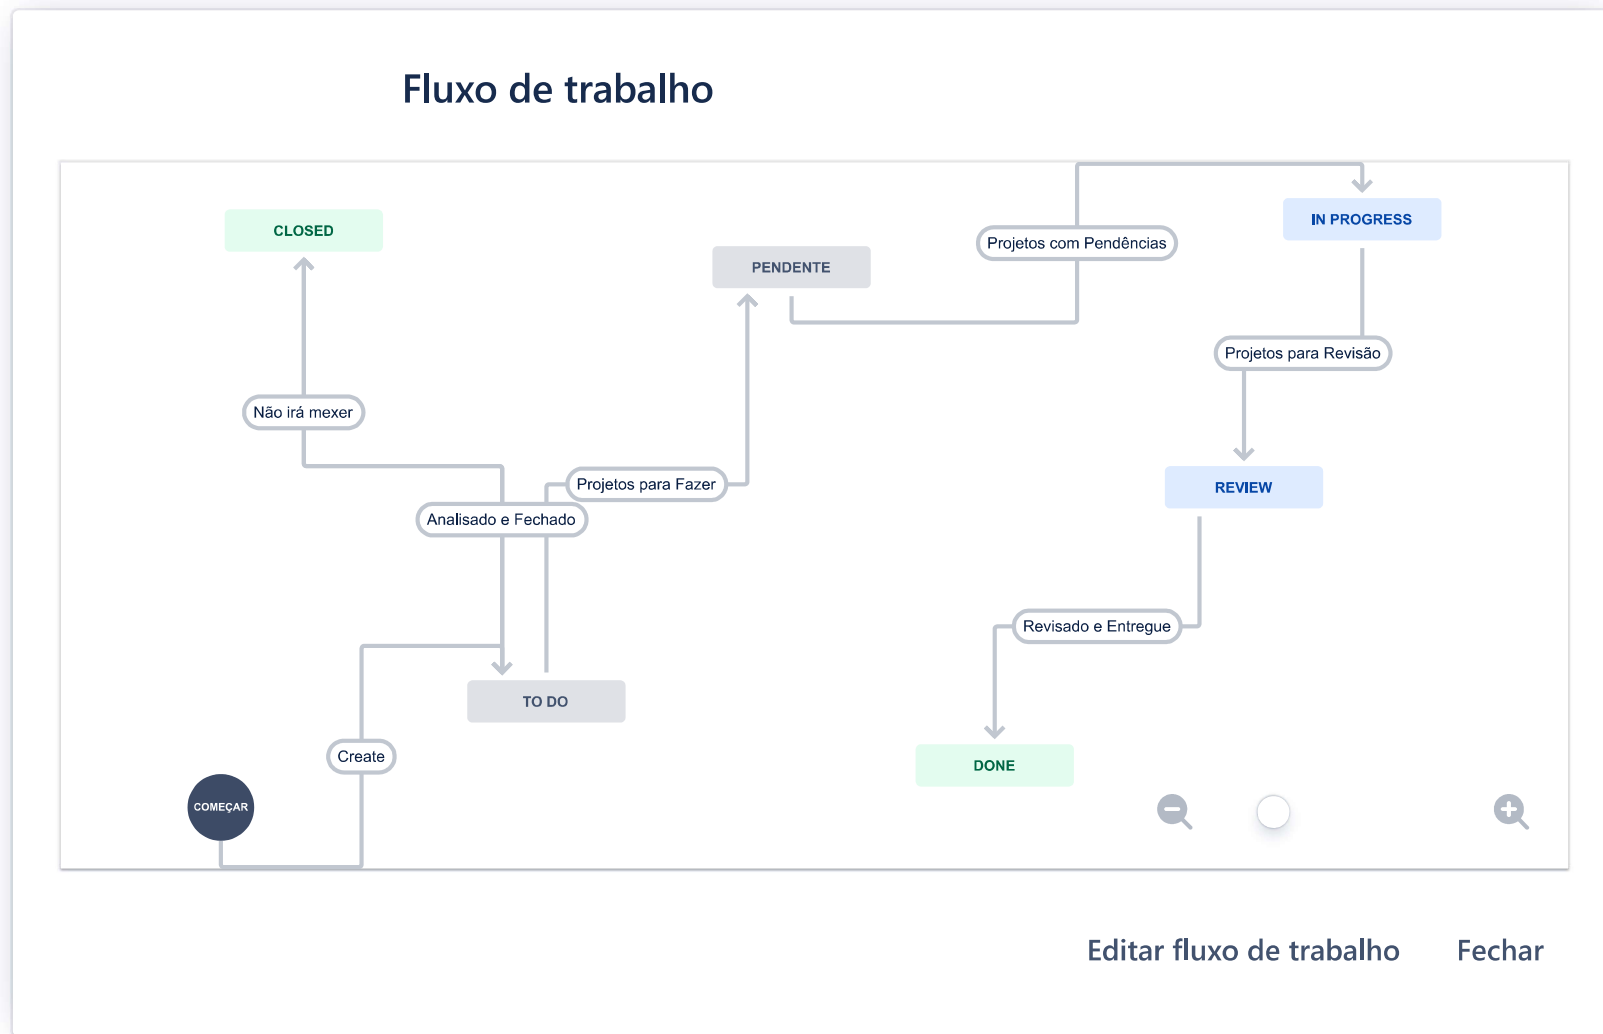 Fluxo de trabalho
CLOSED
PENDENTE
Projetos com Pendências
IN PROGRESS
Projetos para Revisão
Não irá mexer
Projetos para Fazer
Analisado e Fechado
REVIEW
Revisado e Entregue
TO DO
Create
DONE
COMEÇAR
Editar fluxo de trabalho
Fechar